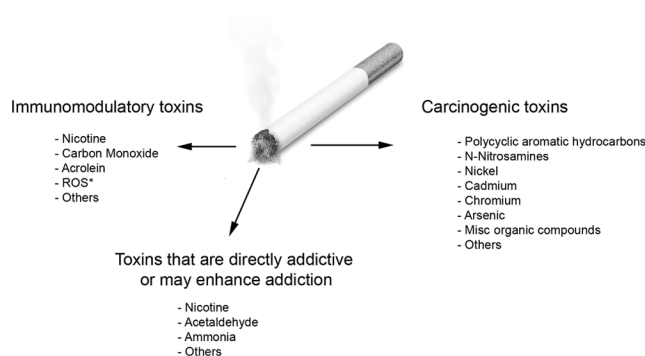 Immunomodulatory toxins
- Nicotine
- Carbon Monoxide
- Acrolein
- ROS*
- Others
Carcinogenic toxins
- Polycyclic aromatic hydrocarbons
- N-Nitrosamines
- Nickel
- Cadmium
- Chromium
- Arsenic
- Misc organic compounds
- Others
Toxins that are directly addictive
or may enhance addiction
- Nicotine
- Acetaldehyde
- Ammonia
- Others